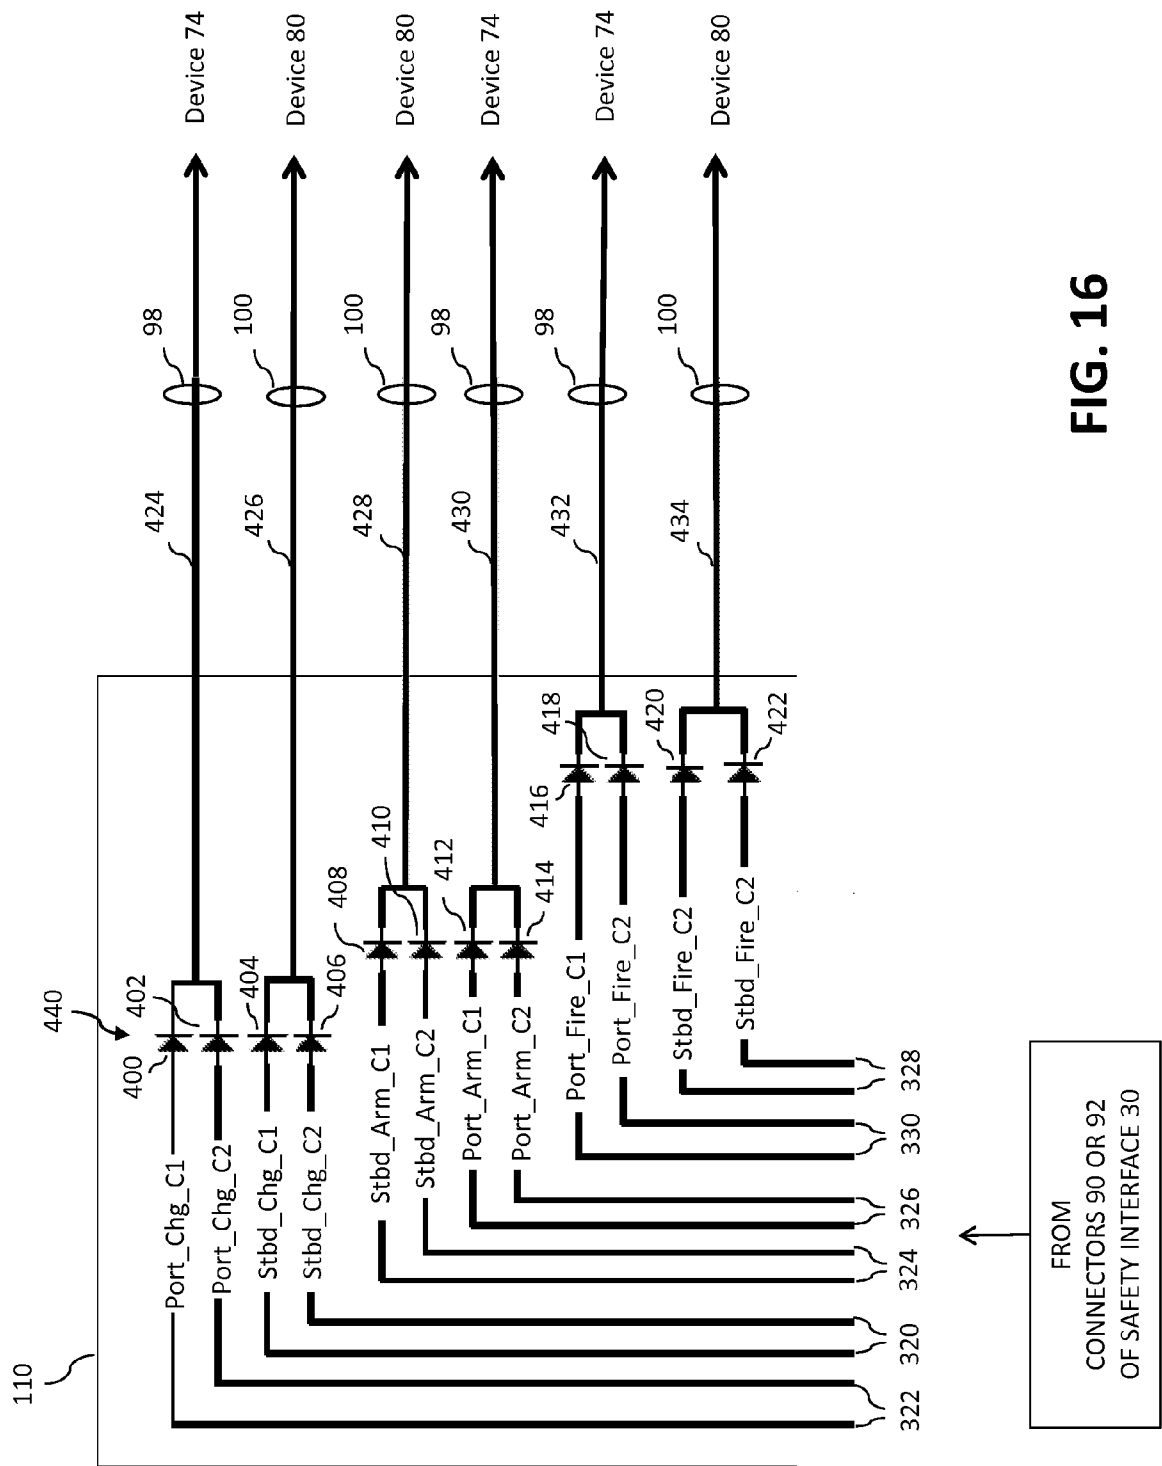 Device 74
Device 80
Device 80
Device 74
Device 74
Device 80
98
100
100
98
98
100
424
426
428
430
432
434
440
400
402
404
406
408
410
412
414
416
418
420
422
Port_Chg_C1
Port_Chg_C2
Stbd_Chg_C1
Stbd_Chg_C2
Stbd_Arm_C1
Stbd_Arm_C2
Port_Arm_C1
Port_Arm_C2
Port_Fire_C1
Port_Fire_C2
Stbd_Fire_C2
Stbd_Fire_C2
110
322
320
324
326
330
328
FROM
CONNECTORS 90 OR 92
OF SAFETY INTERFACE 30
FIG. 16